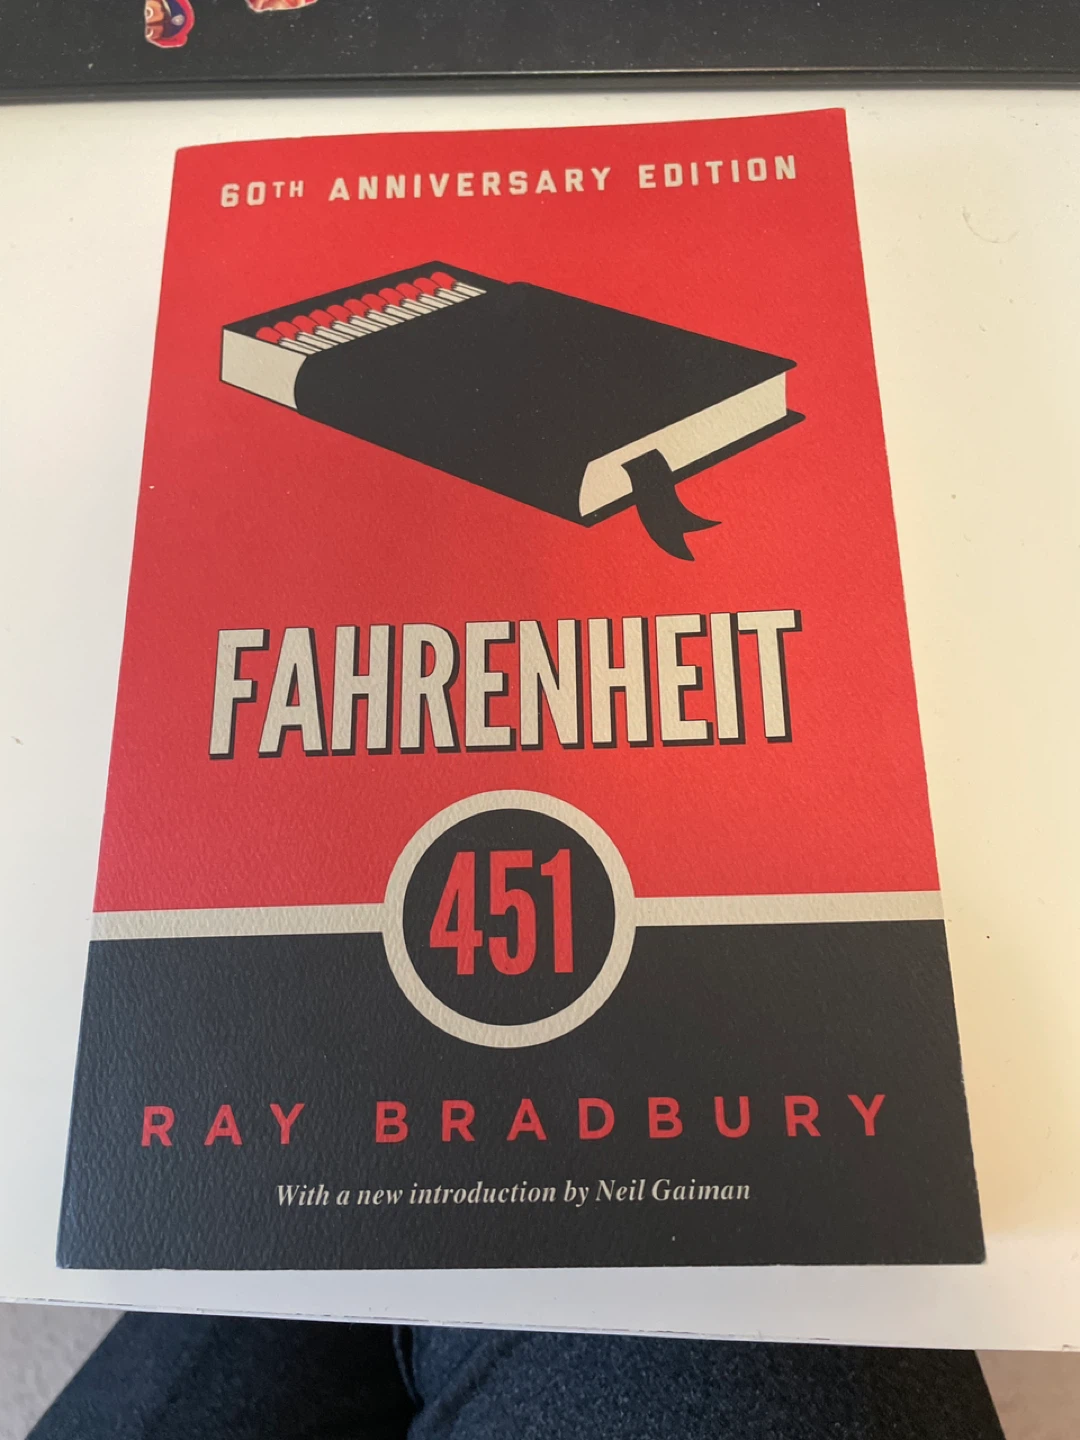 60TH ANNIVERSARY EDITION
FAHRENHEIT
451
RAY BRADBURY
With a new introduction by Neil Gaiman